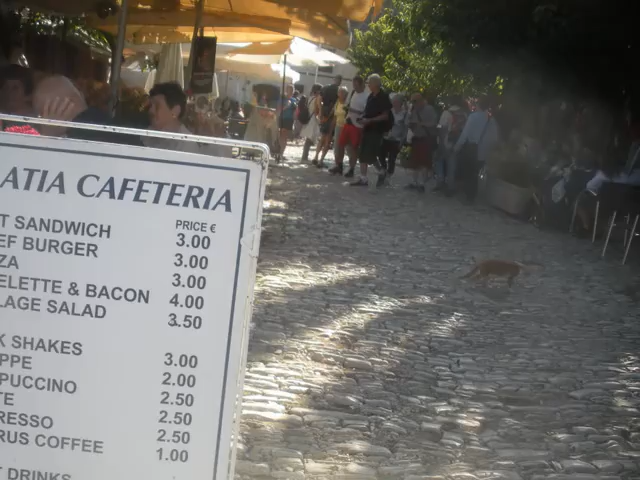 ATIA CAFETERIA
PRICE €
T SANDWICH 3.00
EF BURGER 3.00
ZA 3.00
ELETTE & BACON 4.00
LAGE SALAD 3.50
K SHAKES 3.00
PPE 2.00
PUCCINO 2.50
TE 2.50
RESSO 2.50
RUS COFFEE 1.00
T DRINKS